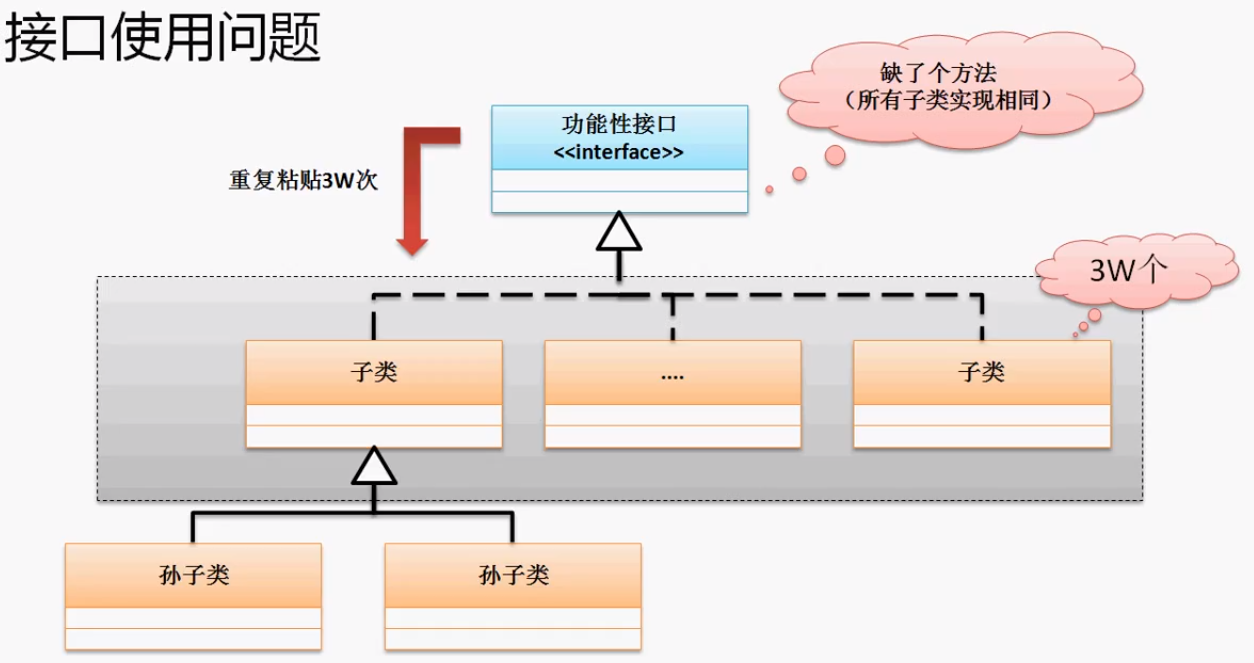 接口使用问题
缺了个方法
（所有子类实现相同）
功能性接口
<<interface>>
重复粘贴3W次
3W个
子类
....
子类
孙子类
孙子类